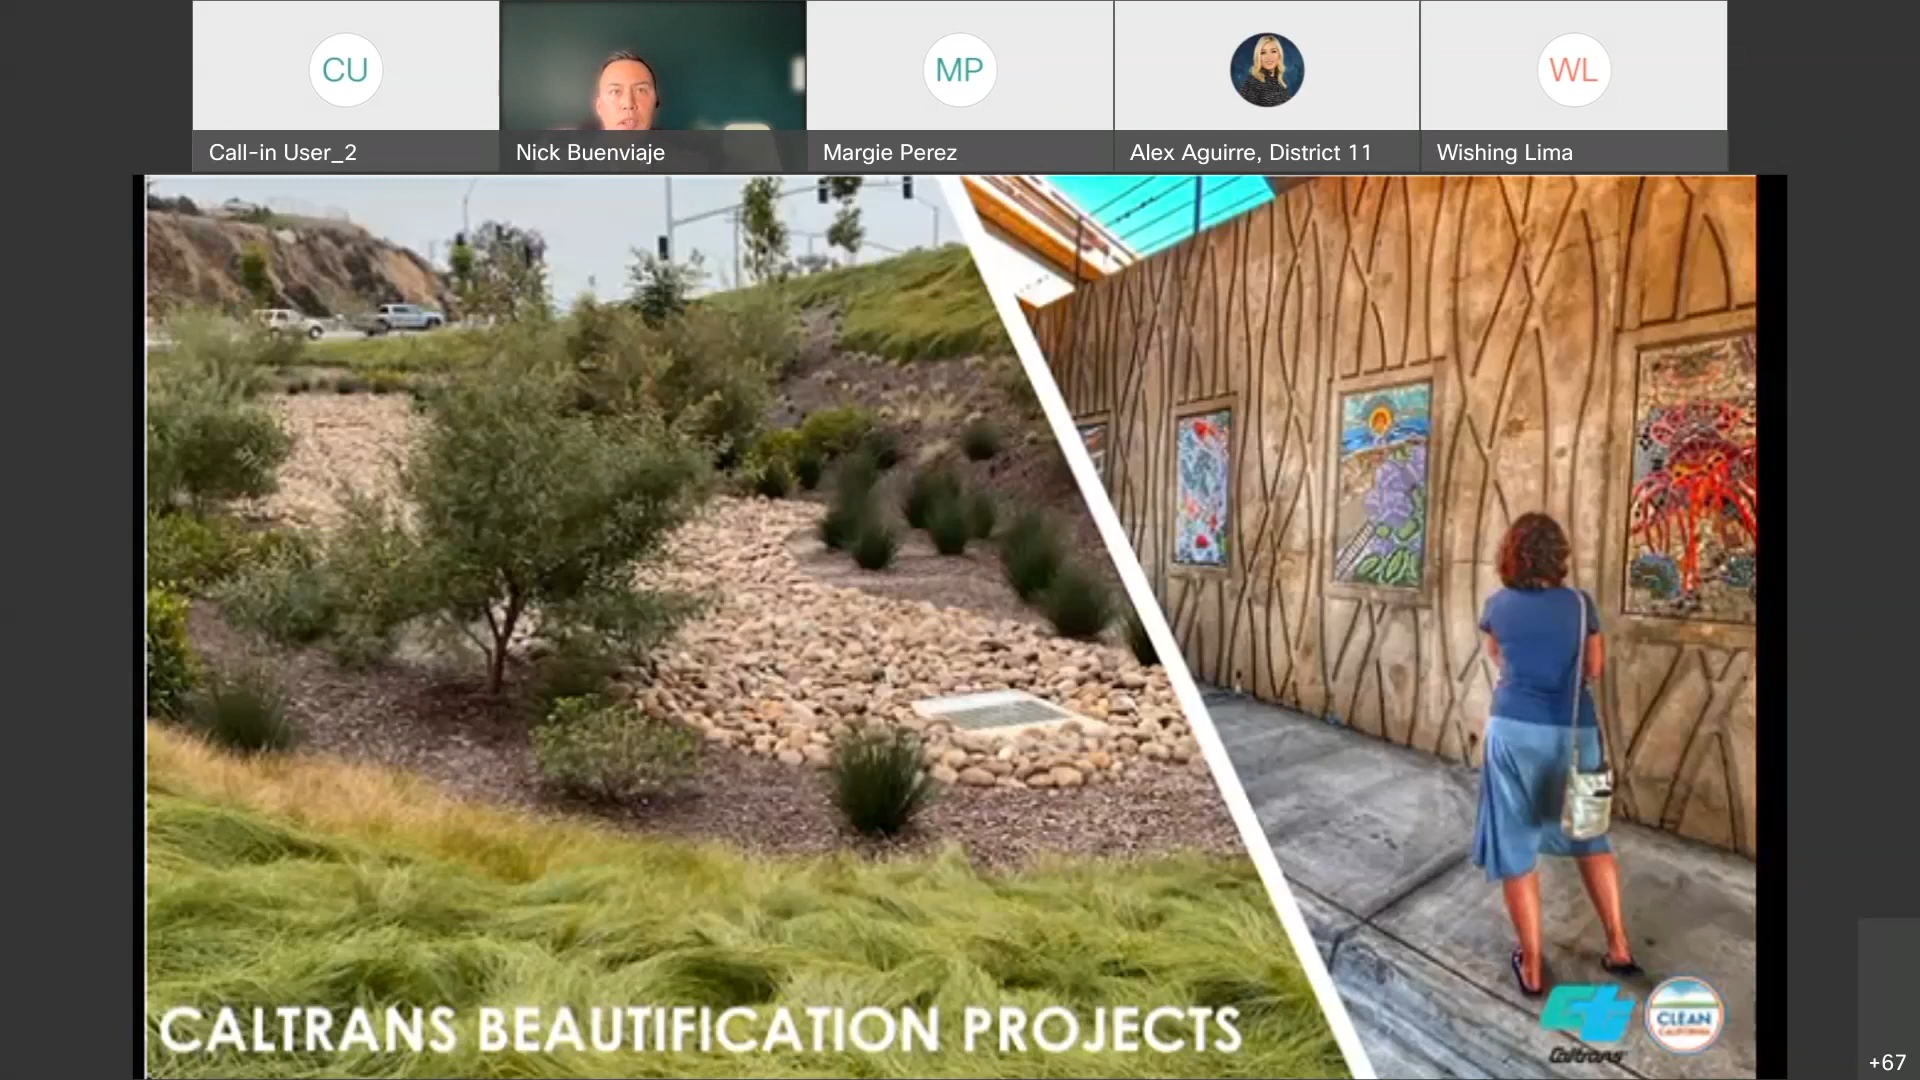 CU
MP
WL
Call-in User_2
Nick Buenviaje
Margie Perez
Alex Aguirre, District 11
Wishing Lima
CALTRANS BEAUTIFICATION PROJECTS
Caltrans
CLEAN
CALIFORNIA
+67